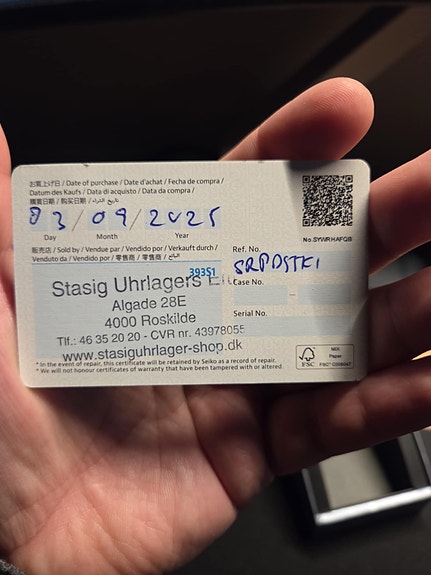 お買上げ日 / Date of purchase / Date d'achat / Fecha de compra /
Datum des Kaufs / Data di acquisto / Data da compra /
購買日期 / 购买日期 / تاريخ الشراء
03 / 09 / 2025
Day Month Year
販売店 / Sold by / Vendue par / Vendido por / Verkauft durch /
Venduto da / Vendido por / 零售商 / 零售商 / البائع
39351
Stasig Uhrlagers Eft
Algade 28E
4000 Roskilde
Tlf.: 46 35 20 20 - CVR nr. 43978055
www.stasiguhrlager-shop.dk
* In the event of repair, this certificate will be retained by Seiko as a record of repair.
* We will not honour certificates of warranty that have been tampered with or altered.
No.SYWRHAFQB
Ref. No.
SRPD5TK1
Case No.
Serial No.
FSC
MIX
Paper